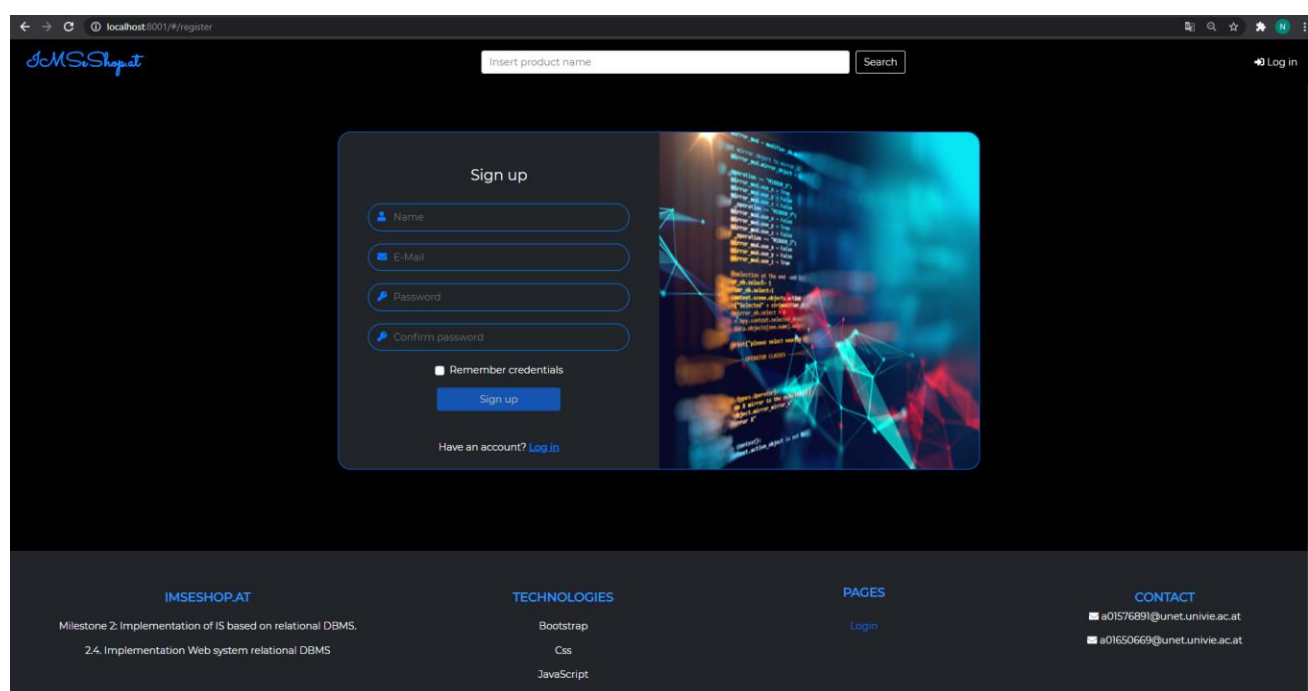 localhost:8001/#/register
N
IMSeShop.at
Insert product name
Search
Log in
Sign up
Name
E-Mail
Password
Confirm password
Remember credentials
Sign up
Have an account? Log in
IMSESHOP.AT
Milestone 2: Implementation of IS based on relational DBMS.
2.4. Implementation Web system relational DBMS
TECHNOLOGIES
Bootstrap
Css
JavaScript
PAGES
Login
CONTACT
a01576891@unet.univie.ac.at
a01650669@unet.univie.ac.at